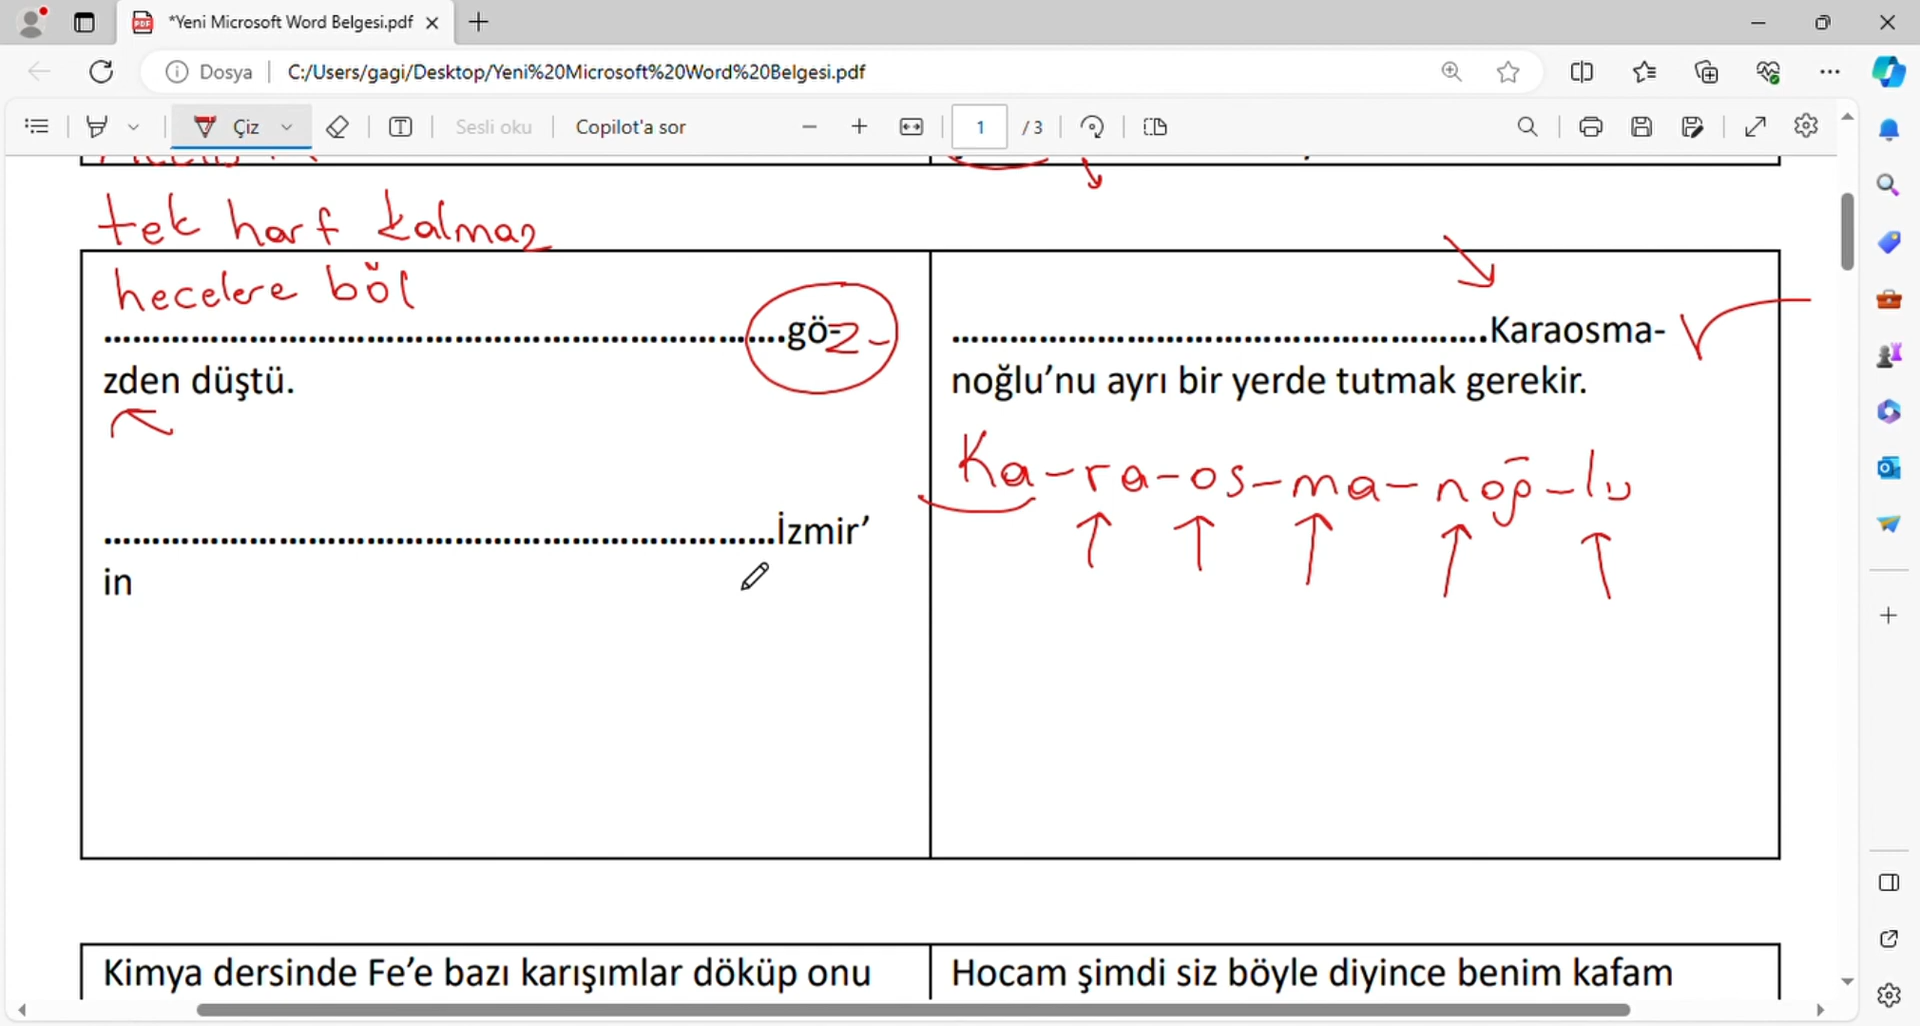 *Yeni Microsoft Word Belgesi.pdf
Dosya
C:/Users/gagi/Desktop/Yeni%20Microsoft%20Word%20Belgesi.pdf
Çiz
Sesli oku
Copilot'a sor
1
/ 3
tek harf kalmaz
hecelere böl
........................................................................gö-z-
zden düştü.
........................................................................İzmir’
in
.........................................................Karaosma-
noğlu’nu ayrı bir yerde tutmak gerekir.
Ka-ra-os-ma-noğ-lu
Kimya dersinde Fe’e bazı karışımlar döküp onu
Hocam şimdi siz böyle diyince benim kafam